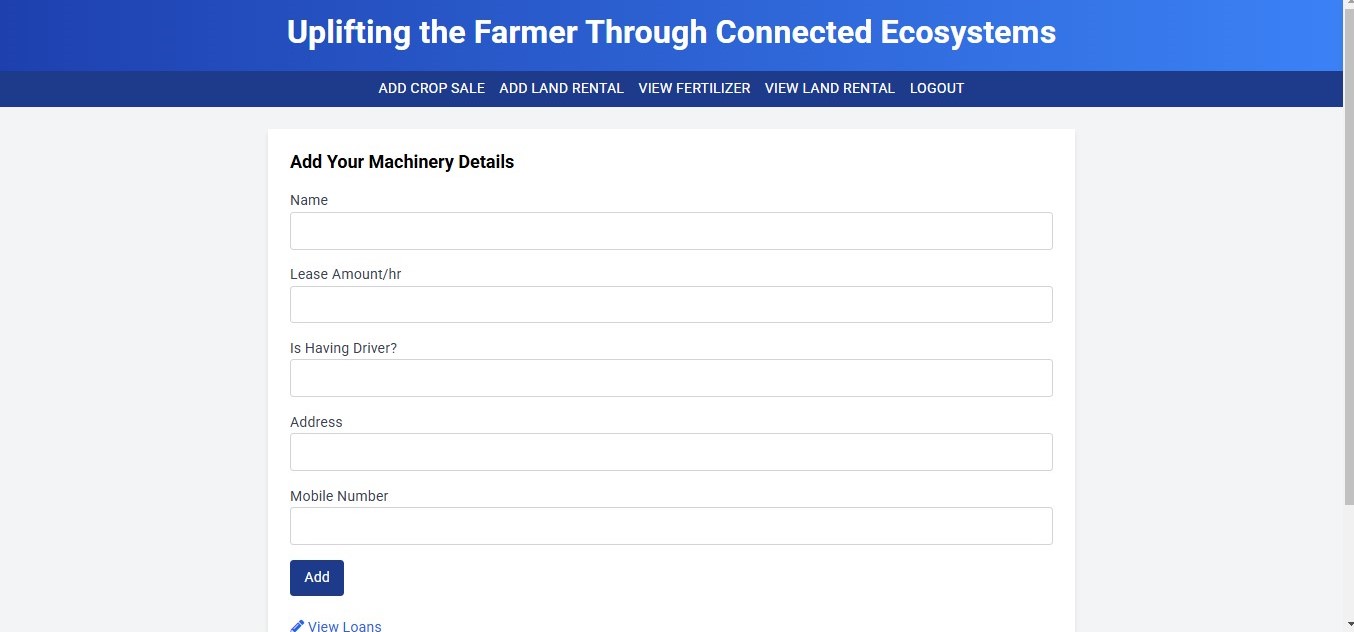 Uplifting the Farmer Through Connected Ecosystems
ADD CROP SALE ADD LAND RENTAL VIEW FERTILIZER VIEW LAND RENTAL LOGOUT
Add Your Machinery Details
Name
Lease Amount/hr
Is Having Driver?
Address
Mobile Number
Add
View Loans